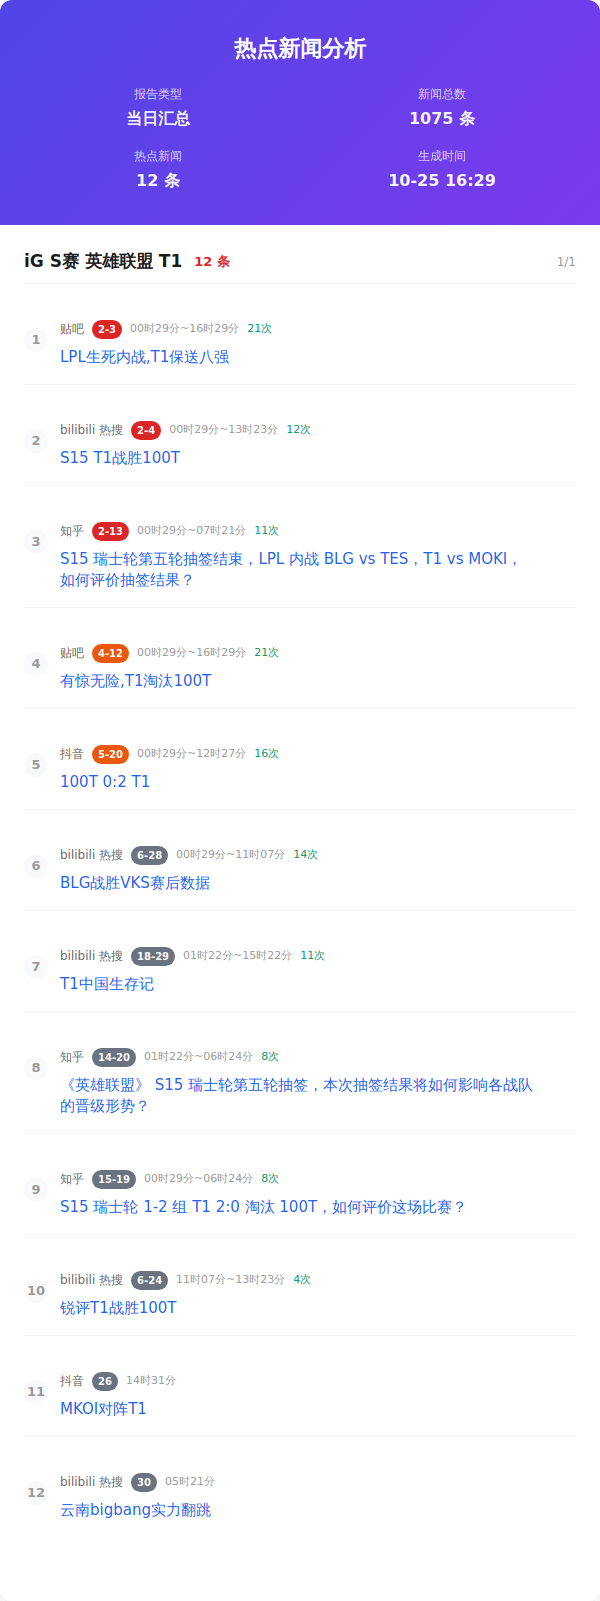 热点新闻分析
报告类型
新闻总数
当日汇总
1075 条
热点新闻
生成时间
12 条
10-25 16:29
iG S赛 英雄联盟 T1 12 条 1/1
1
贴吧 2-3 00时29分~16时29分 21次
LPL生死内战,T1保送八强
2
bilibili 热搜 2-4 00时29分~13时23分 12次
S15 T1战胜100T
3
知乎 2-13 00时29分~07时21分 11次
S15 瑞士轮第五轮抽签结束，LPL 内战 BLG vs TES，T1 vs MOKI，
如何评价抽签结果？
4
贴吧 4-12 00时29分~16时29分 21次
有惊无险,T1淘汰100T
5
抖音 5-20 00时29分~12时27分 16次
100T 0:2 T1
6
bilibili 热搜 6-28 00时29分~11时07分 14次
BLG战胜VKS赛后数据
7
bilibili 热搜 18-29 01时22分~15时22分 11次
T1中国生存记
8
知乎 14-20 01时22分~06时24分 8次
《英雄联盟》 S15 瑞士轮第五轮抽签，本次抽签结果将如何影响各战队
的晋级形势？
9
知乎 15-19 00时29分~06时24分 8次
S15 瑞士轮 1-2 组 T1 2:0 淘汰 100T，如何评价这场比赛？
10
bilibili 热搜 6-24 11时07分~13时23分 4次
锐评T1战胜100T
11
抖音 26 14时31分
MKOI对阵T1
12
bilibili 热搜 30 05时21分
云南bigbang实力翻跳